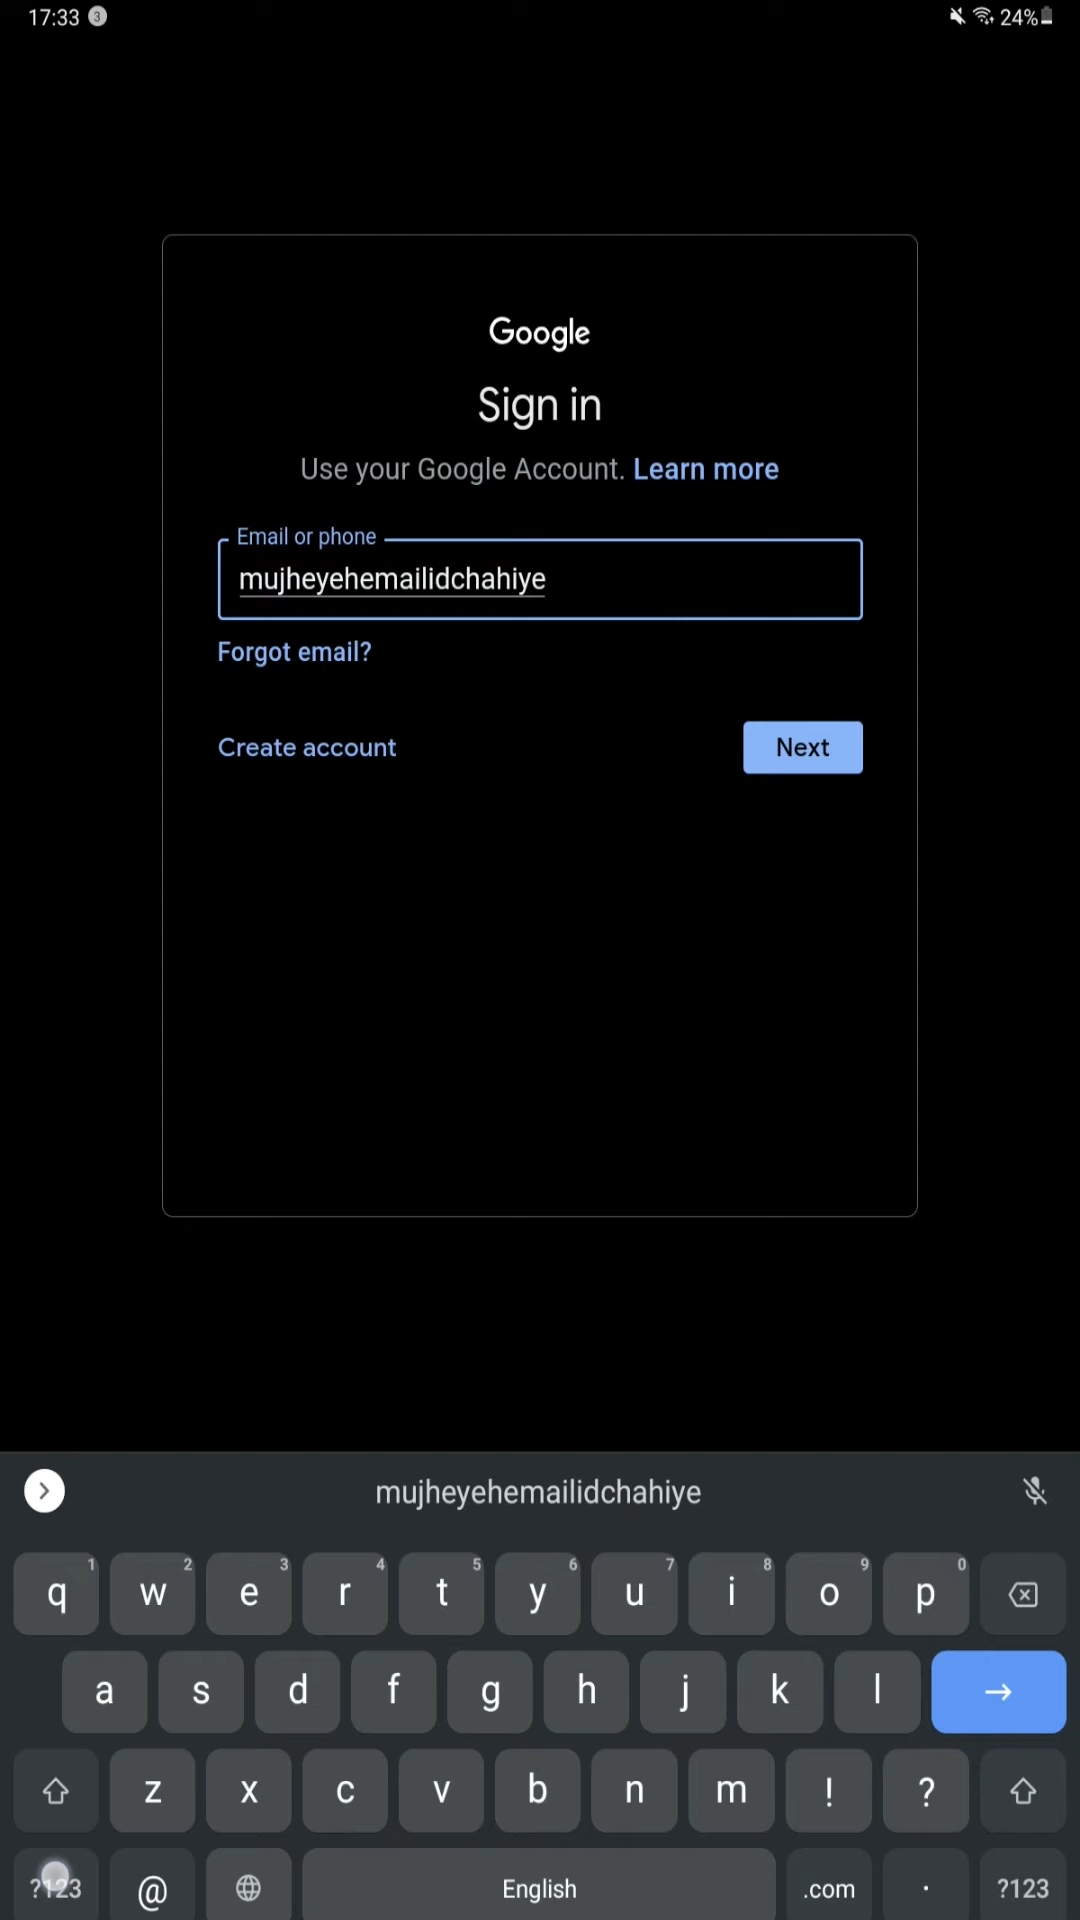 17:33 3 24%
Google
Sign in
Use your Google Account. Learn more
Email or phone
mujheyehemailidchahiye
Forgot email?
Create account Next
mujheyehemailidchahiye
1 2 3 4 5 6 7 8 9 0
q w e r t y u i o p
a s d f g h j k l →
z x c v b n m ! ?
?123 @ English .com . ?123